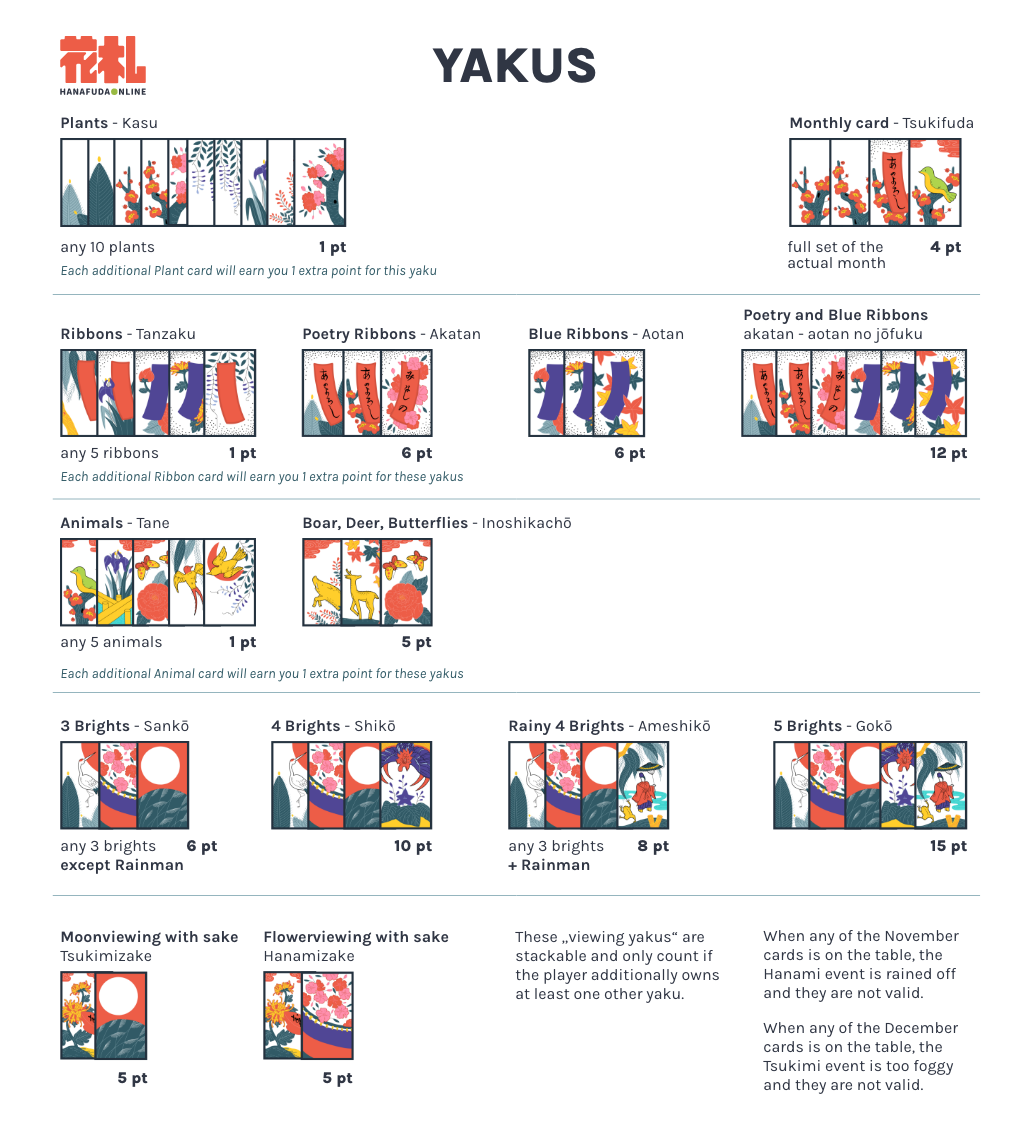 花札
HANAFUDA ONLINE
YAKUS
Plants - Kasu
Monthly card - Tsukifuda
あのよろし
any 10 plants 1 pt
full set of the 4 pt
actual month
Each additional Plant card will earn you 1 extra point for this yaku
Poetry and Blue Ribbons
Ribbons - Tanzaku
Poetry Ribbons - Akatan
Blue Ribbons - Aotan
akatan - aotan no jōfuku
あのよろし
あのよろし
みよしの
あのよろし
あのよろし
みよしの
any 5 ribbons 1 pt
6 pt
6 pt
12 pt
Each additional Ribbon card will earn you 1 extra point for these yakus
Animals - Tane
Boar, Deer, Butterflies - Inoshikachō
any 5 animals 1 pt
5 pt
Each additional Animal card will earn you 1 extra point for these yakus
3 Brights - Sankō
4 Brights - Shikō
Rainy 4 Brights - Ameshikō
5 Brights - Gokō
any 3 brights 6 pt
except Rainman
10 pt
any 3 brights 8 pt
+ Rainman
15 pt
Moonviewing with sake
Tsukimizake
5 pt
Flowerviewing with sake
Hanamizake
5 pt
These „viewing yakus“ are
stackable and only count if
the player additionally owns
at least one other yaku.
When any of the November
cards is on the table, the
Hanami event is rained off
and they are not valid.
When any of the December
cards is on the table, the
Tsukimi event is too foggy
and they are not valid.